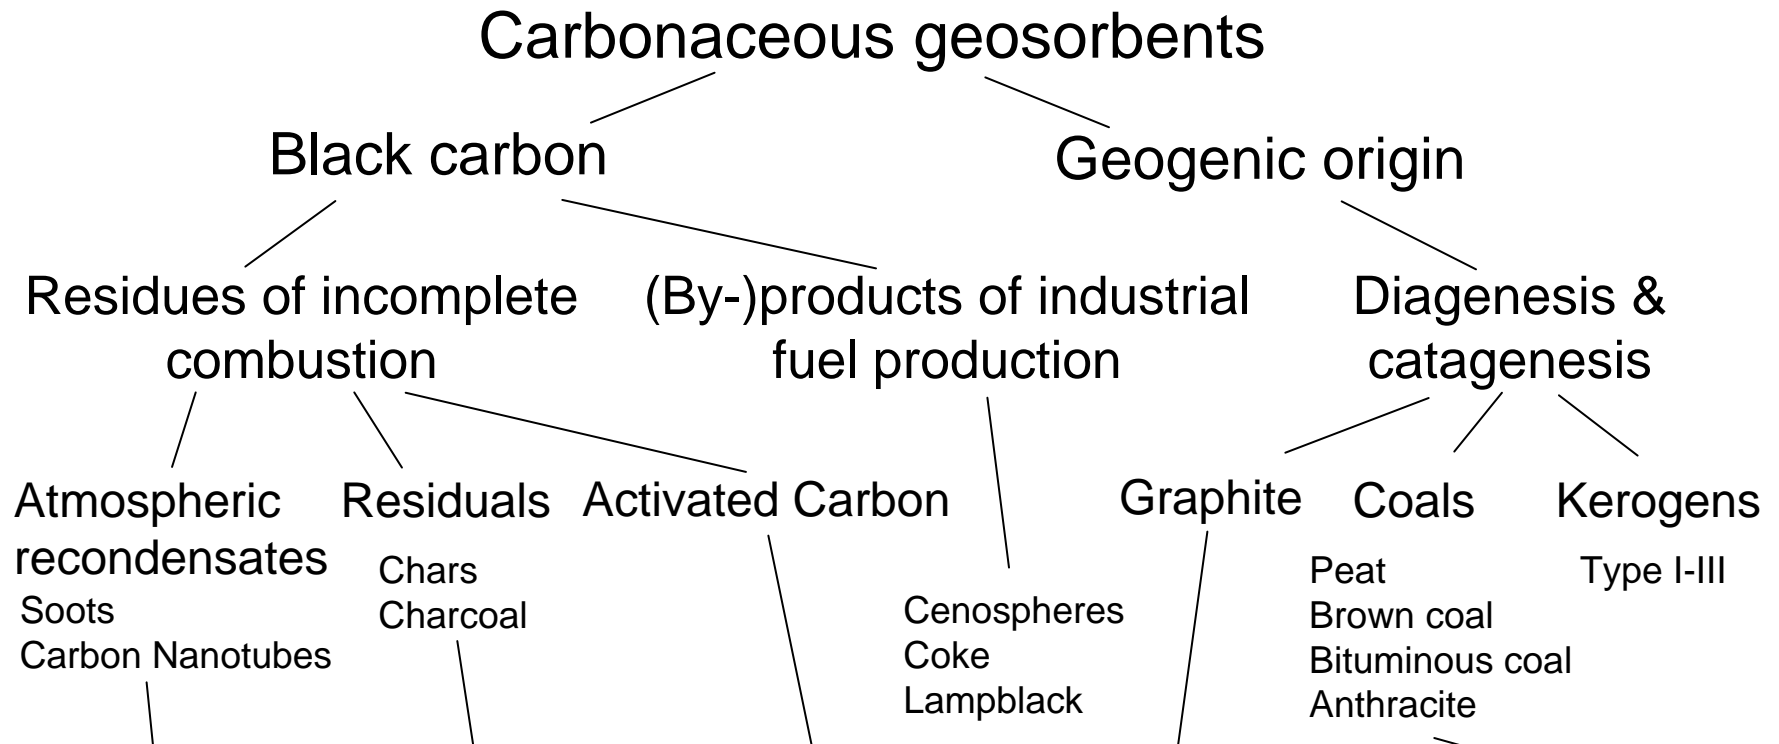 Carbonaceous geosorbents
Black carbon
Geogenic origin
Residues of incomplete
combustion
(By-)products of industrial
fuel production
Diagenesis &
catagenesis
Atmospheric
recondensates
Soots
Carbon Nanotubes
Residuals
Chars
Charcoal
Activated Carbon
Cenospheres
Coke
Lampblack
Graphite
Coals
Peat
Brown coal
Bituminous coal
Anthracite
Kerogens
Type I-III